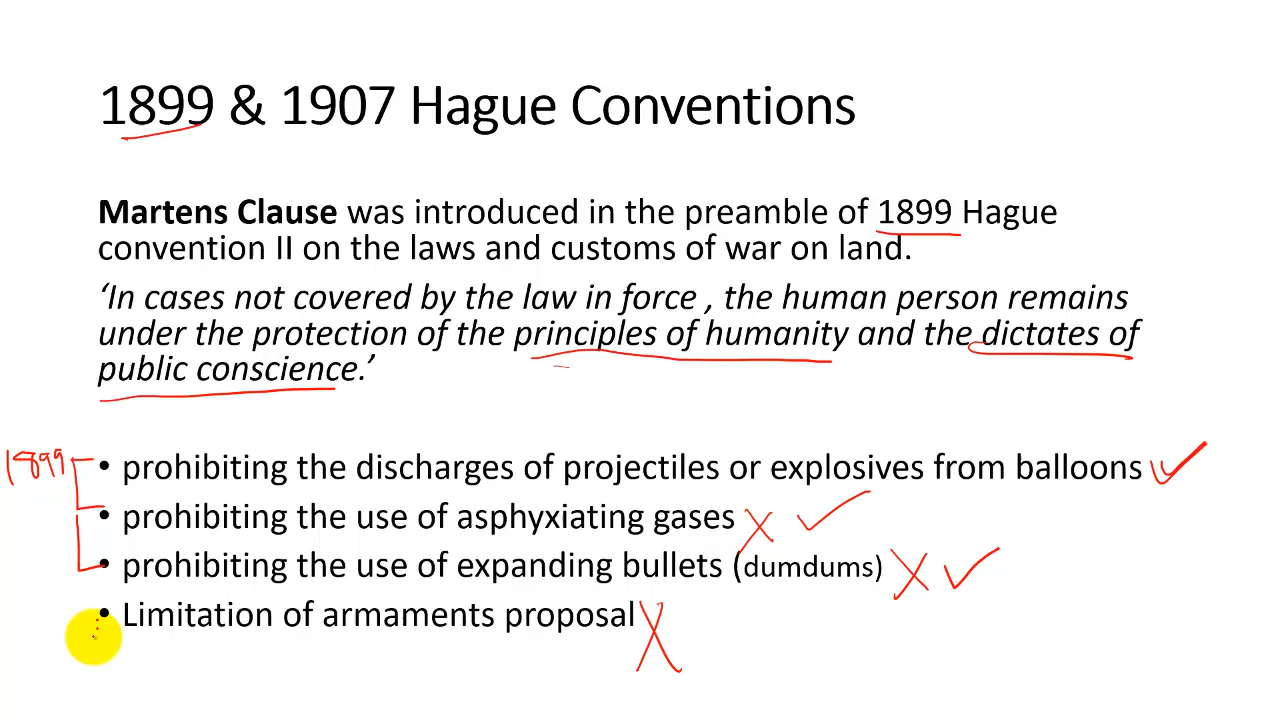 1899 & 1907 Hague Conventions
Martens Clause was introduced in the preamble of 1899 Hague
convention II on the laws and customs of war on land.
‘In cases not covered by the law in force , the human person remains
under the protection of the principles of humanity and the dictates of
public conscience.’
1899 • prohibiting the discharges of projectiles or explosives from balloons
• prohibiting the use of asphyxiating gases
• prohibiting the use of expanding bullets (dumdums)
• Limitation of armaments proposal